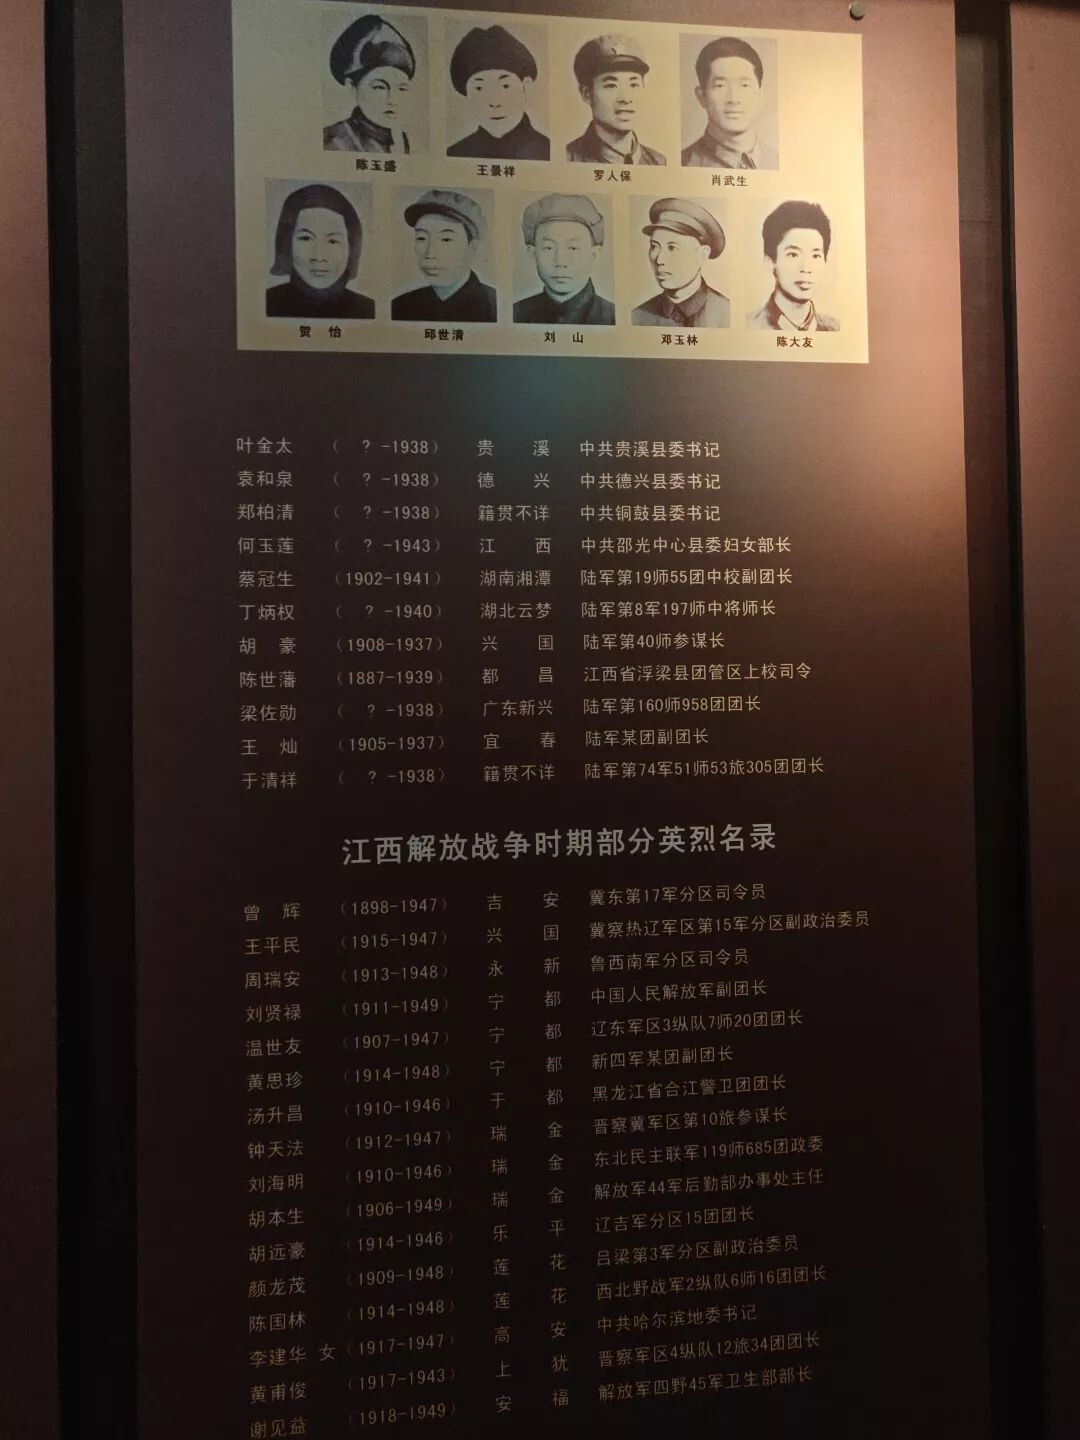 陈玉盛 王景祥 罗人保 肖武生
贺怡 邱世清 刘山 邓玉林 陈大友
叶金太 （ ? -1938） 贵溪 中共贵溪县委书记
袁和泉 （ ? -1938） 德兴 中共德兴县委书记
郑柏清 （ ? -1938） 籍贯不详 中共铜鼓县委书记
何玉莲 （ ? -1943） 江西 中共邵光中心县委妇女部长
蔡冠生 （1902-1941） 湖南湘潭 陆军第19师55团中校副团长
丁炳权 （ ? -1940） 湖北云梦 陆军第8军197师中将师长
胡豪 （1908-1937） 兴国 陆军第40师参谋长
陈世藩 （1887-1939） 都昌 江西省浮梁县团管区上校司令
梁佐勋 （ ? -1938） 广东新兴 陆军第160师958团团长
王灿 （1905-1937） 宜春 陆军某团副团长
于清祥 （ ? -1938） 籍贯不详 陆军第74军51师53旅305团团长
江西解放战争时期部分英烈名录
曾辉 （1898-1947） 吉安 冀东第17军分区司令员
王平民 （1915-1947） 兴国 冀察热辽军区第15军分区副政治委员
周瑞安 （1913-1948） 永新 鲁西南军分区司令员
刘贤禄 （1911-1949） 宁都 中国人民解放军副团长
温世友 （1907-1947） 宁都 辽东军区3纵队7师20团团长
黄思珍 （1914-1948） 宁都 新四军某团副团长
汤升昌 （1910-1946） 于都 黑龙江省合江警卫团团长
钟天法 （1912-1947） 瑞金 晋察冀军区第10旅参谋长
刘海明 （1910-1946） 瑞金 东北民主联军119师685团政委
胡本生 （1906-1949） 瑞金 解放军44军后勤部办事处主任
胡远豪 （1914-1946） 乐平 辽吉军分区15团团长
颜龙茂 （1909-1948） 莲花 吕梁第3军分区副政治委员
陈国林 （1914-1948） 莲花 西北野战军2纵队6师16团团长
李建华 女 （1917-1947） 高安 中共哈尔滨地委书记
黄甫俊 （1917-1943） 上犹 晋察军区4纵队12旅34团团长
谢见益 （1918-1949） 安福 解放军四野45军卫生部部长